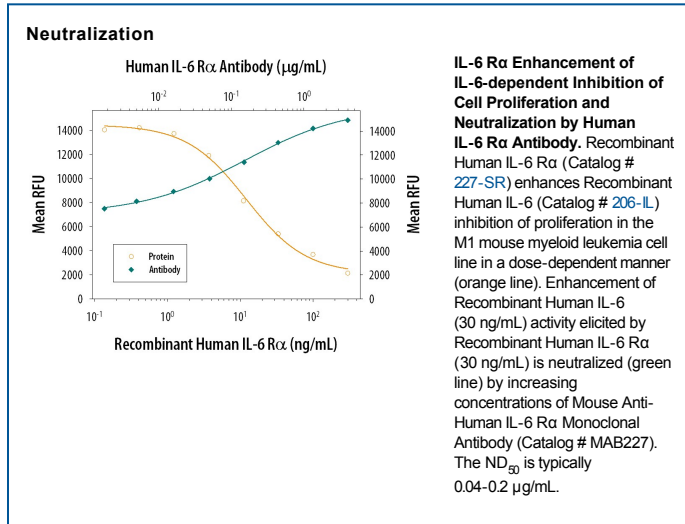 Neutralization
Human IL-6 Rα Antibody (µg/mL)
10⁻² 10⁻¹ 10⁰
14000 14000
12000 12000
10000 10000
8000 8000
6000 6000
4000 4000
2000 2000
0 0
Mean RFU
Mean RFU
Protein
Antibody
10⁻¹ 10⁰ 10¹ 10²
Recombinant Human IL-6 Rα (ng/mL)
IL-6 Rα Enhancement of
IL-6-dependent Inhibition of
Cell Proliferation and
Neutralization by Human
IL-6 Rα Antibody. Recombinant
Human IL-6 Rα (Catalog #
227-SR) enhances Recombinant
Human IL-6 (Catalog # 206-IL)
inhibition of proliferation in the
M1 mouse myeloid leukemia cell
line in a dose-dependent manner
(orange line). Enhancement of
Recombinant Human IL-6
(30 ng/mL) activity elicited by
Recombinant Human IL-6 Rα
(30 ng/mL) is neutralized (green
line) by increasing
concentrations of Mouse Anti-
Human IL-6 Rα Monoclonal
Antibody (Catalog # MAB227).
The ND₅₀ is typically
0.04-0.2 µg/mL.